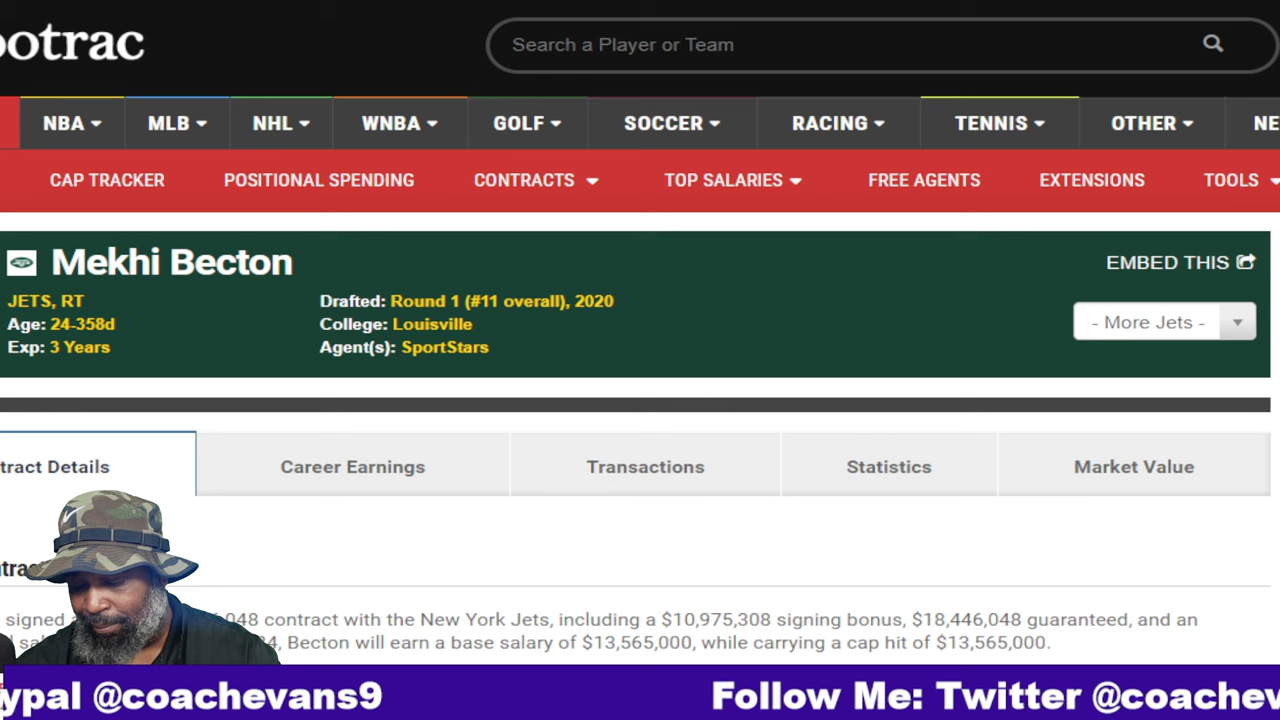 otrac
Search a Player or Team
NBA MLB NHL WNBA GOLF SOCCER RACING TENNIS OTHER NE
CAP TRACKER POSITIONAL SPENDING CONTRACTS TOP SALARIES FREE AGENTS EXTENSIONS TOOLS
Mekhi Becton
EMBED THIS
JETS, RT
Drafted: Round 1 (#11 overall), 2020
- More Jets -
Age: 24-358d
College: Louisville
Exp: 3 Years
Agent(s): SportStars
tract Details Career Earnings Transactions Statistics Market Value
signed 048 contract with the New York Jets, including a $10,975,308 signing bonus, $18,446,048 guaranteed, and an
4, Becton will earn a base salary of $13,565,000, while carrying a cap hit of $13,565,000.
ypal @coachevans9
Follow Me: Twitter @coachev